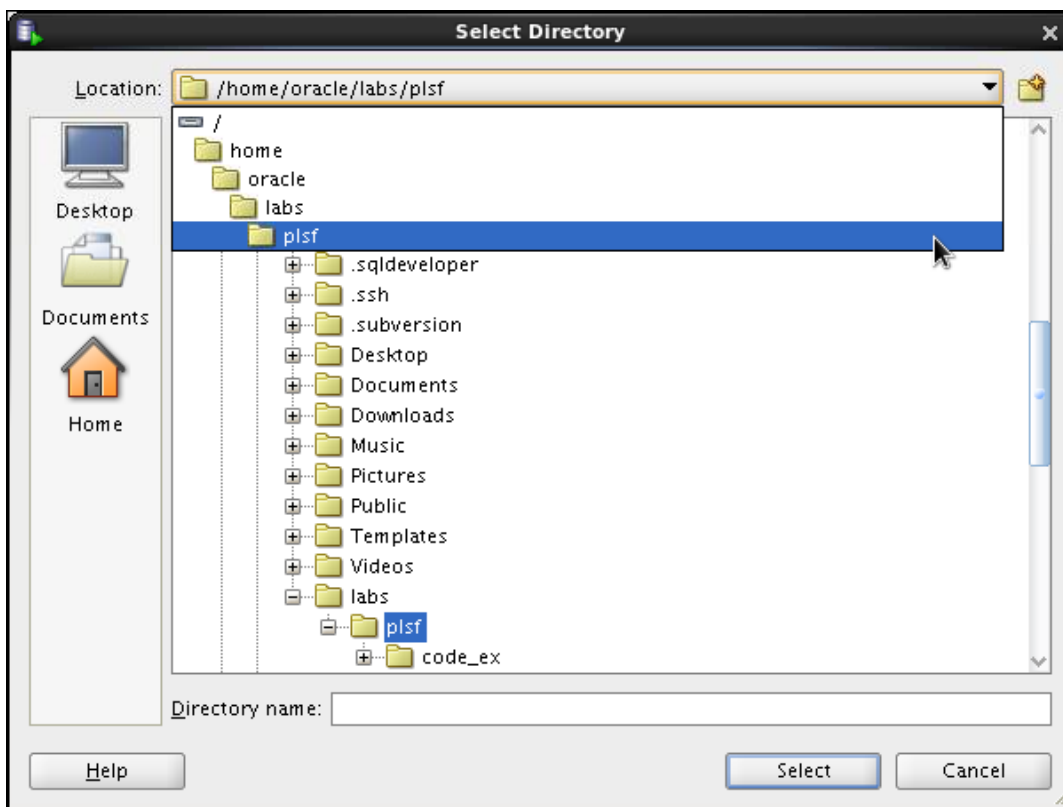 Select Directory
Location: /home/oracle/labs/plsf
/
home
oracle
labs
plsf
Desktop
Documents
Home
.sqldeveloper
.ssh
.subversion
Desktop
Documents
Downloads
Music
Pictures
Public
Templates
Videos
labs
plsf
code_ex
Directory name:
Help Select Cancel